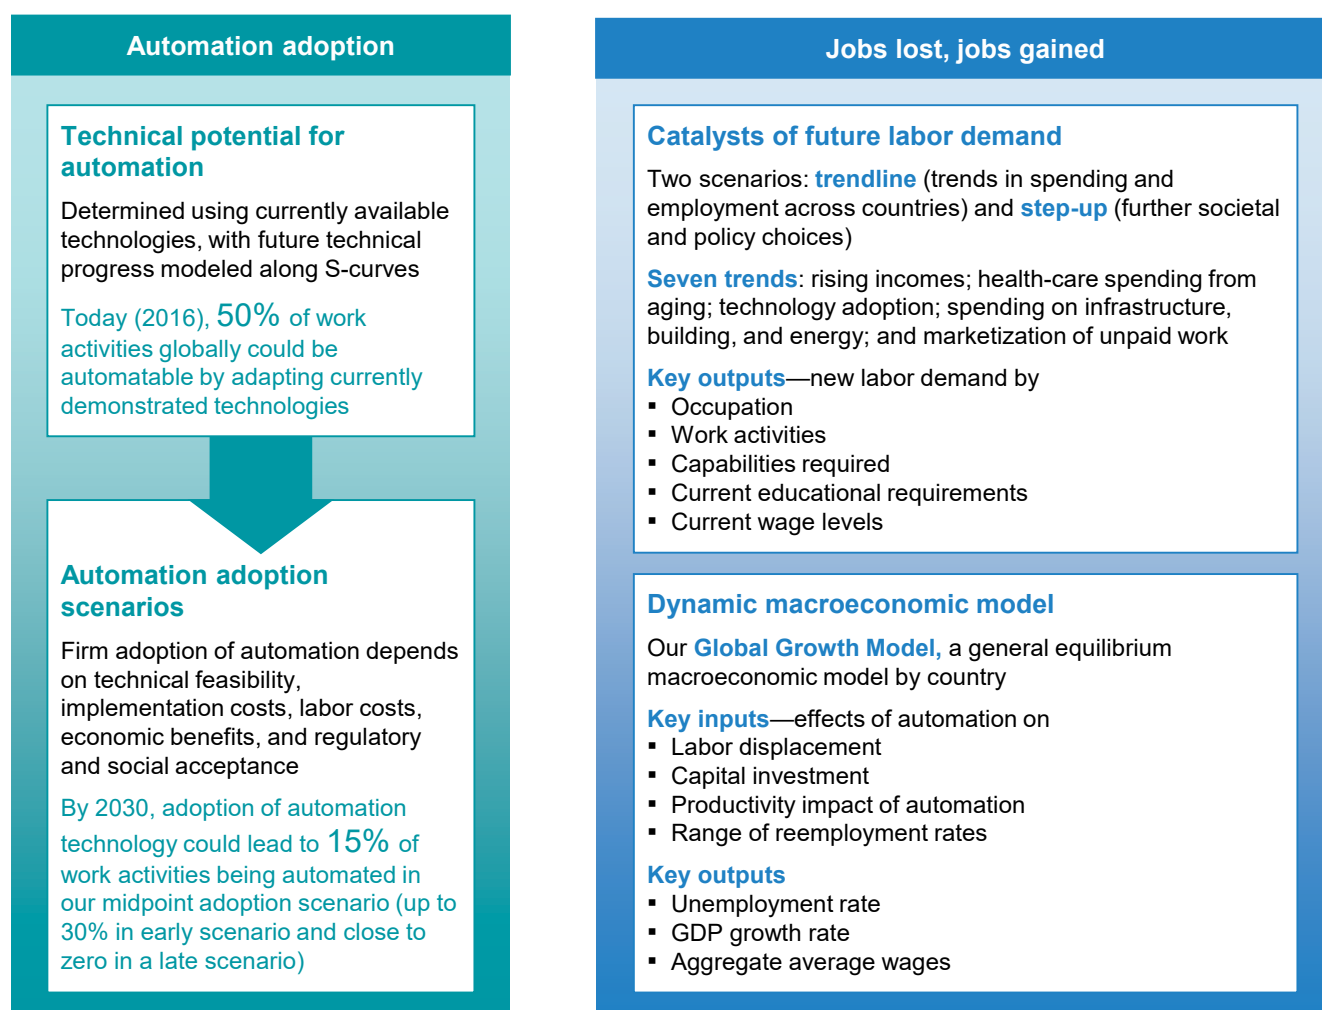 Automation adoption
Technical potential for
automation
Determined using currently available
technologies, with future technical
progress modeled along S-curves
Today (2016), 50% of work
activities globally could be
automatable by adapting currently
demonstrated technologies
Automation adoption
scenarios
Firm adoption of automation depends
on technical feasibility,
implementation costs, labor costs,
economic benefits, and regulatory
and social acceptance
By 2030, adoption of automation
technology could lead to 15% of
work activities being automated in
our midpoint adoption scenario (up to
30% in early scenario and close to
zero in a late scenario)
Jobs lost, jobs gained
Catalysts of future labor demand
Two scenarios: trendline (trends in spending and
employment across countries) and step-up (further societal
and policy choices)
Seven trends: rising incomes; health-care spending from
aging; technology adoption; spending on infrastructure,
building, and energy; and marketization of unpaid work
Key outputs—new labor demand by
▪ Occupation
▪ Work activities
▪ Capabilities required
▪ Current educational requirements
▪ Current wage levels
Dynamic macroeconomic model
Our Global Growth Model, a general equilibrium
macroeconomic model by country
Key inputs—effects of automation on
▪ Labor displacement
▪ Capital investment
▪ Productivity impact of automation
▪ Range of reemployment rates
Key outputs
▪ Unemployment rate
▪ GDP growth rate
▪ Aggregate average wages